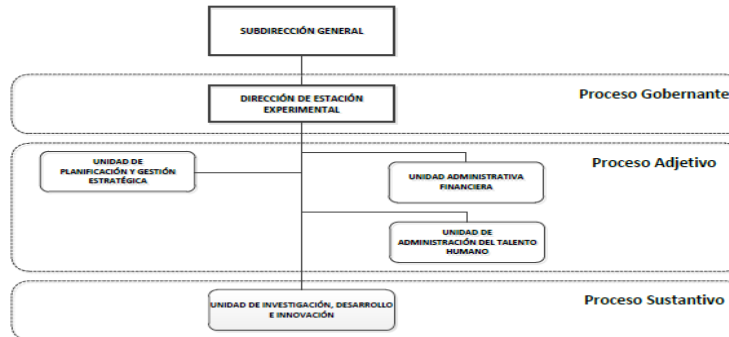 SUBDIRECCIÓN GENERAL
Proceso Gobernante
DIRECCIÓN DE ESTACIÓN
EXPERIMENTAL
Proceso Adjetivo
UNIDAD DE
PLANIFICACIÓN Y GESTIÓN
ESTRATÉGICA
UNIDAD ADMINISTRATIVA
FINANCIERA
UNIDAD DE
ADMINISTRACIÓN DEL TALENTO
HUMANO
Proceso Sustantivo
UNIDAD DE INVESTIGACIÓN, DESARROLLO
E INNOVACIÓN